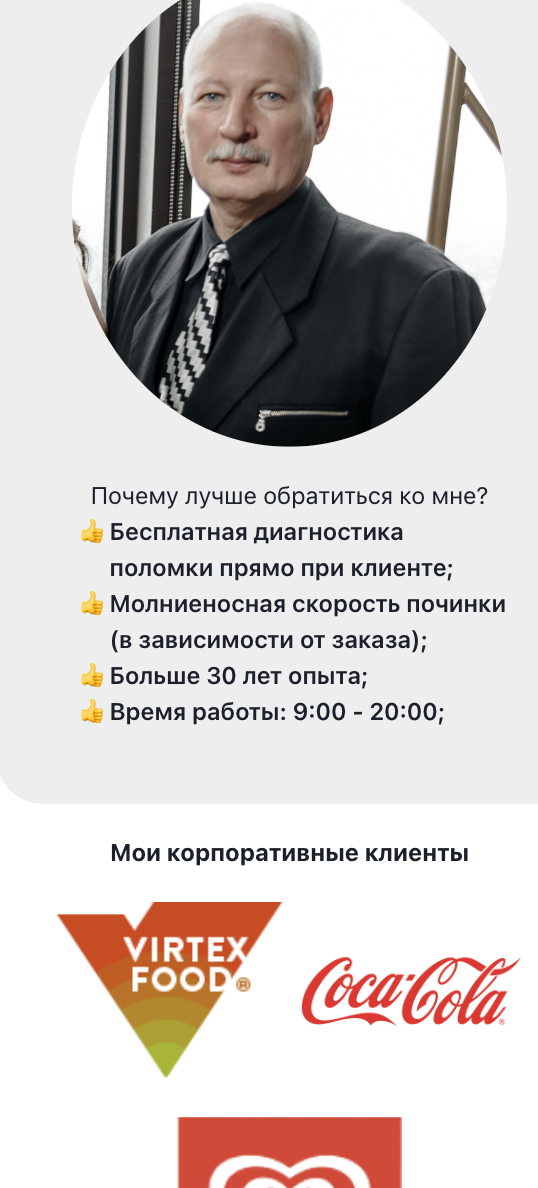 Почему лучше обратиться ко мне?
👍 Бесплатная диагностика
поломки прямо при клиенте;
👍 Молниеносная скорость починки
(в зависимости от заказа);
👍 Больше 30 лет опыта;
👍 Время работы: 9:00 - 20:00;
Мои корпоративные клиенты
VIRTEX
FOOD®
Coca-Cola®